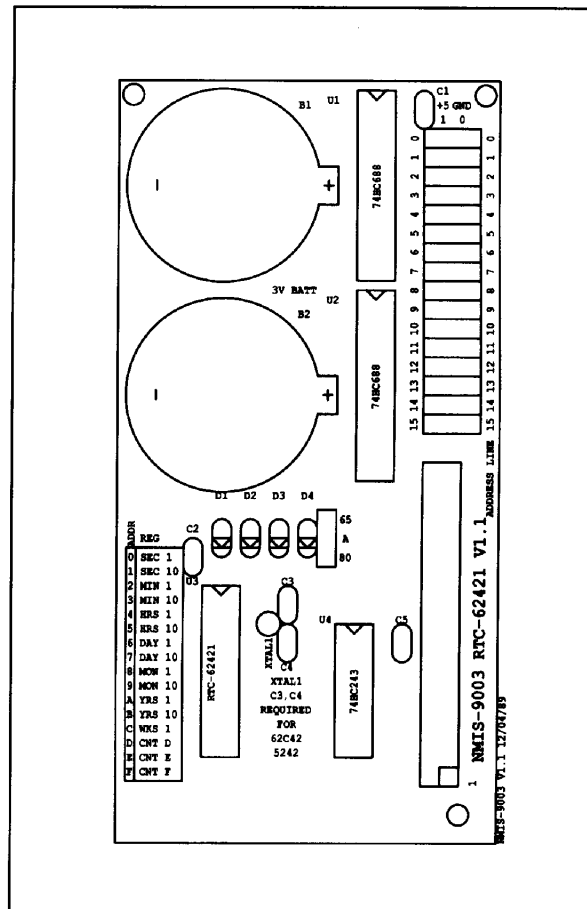 B1
U1
C1
+5 GND
1 0
74HC688
0 0
1 1
2 2
3 3
4 4
5 5
6 6
7 7
8 8
9 9
10 10
11 11
12 12
13 13
14 14
15 15
ADDRESS LINE
3V BATT
B2
U2
74HC688
D1 D2 D3 D4
65
A
80
C2
U3
ADDR REG
0 SEC 1
1 SEC 10
2 MIN 1
3 MIN 10
4 HRS 1
5 HRS 10
6 DAY 1
7 DAY 10
8 MON 1
9 MON 10
A YRS 1
B YRS 10
C WKS 1
D CNT D
E CNT E
F CNT F
RTC-62421
XTAL1
C3
C4
XTAL1
C3,C4
REQUIRED
FOR
62C42
5242
U4
74HC243
C5
1
NMIS-9003 RTC-62421 V1.1
NMIS-9003 V1.1 12/04/89